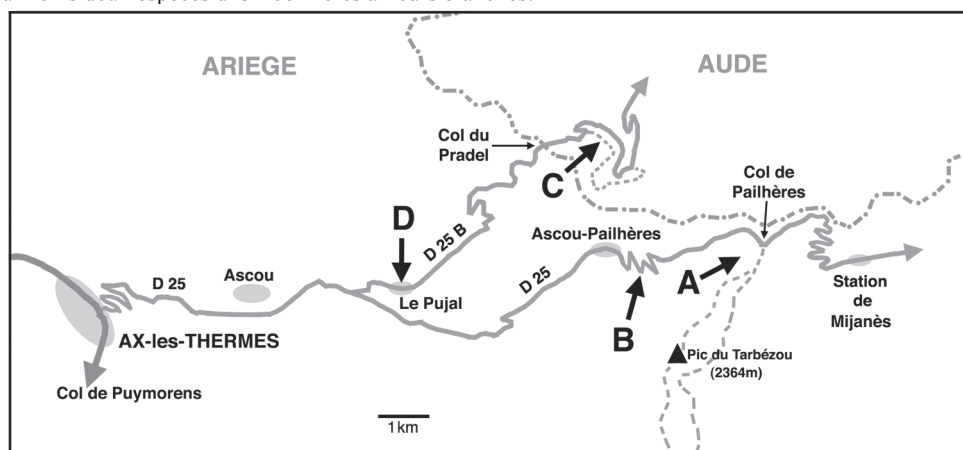 ARIEGE
AUDE
Col du
Pradel
C
Col de
Pailhères
D
D 25 B
Ascou-Pailhères
A
D 25
Ascou
D 25
Le Pujal
Station
de
Mijanès
B
AX-les-THERMES
Pic du Tarbézou
(2364m)
Col de Puymorens
1km